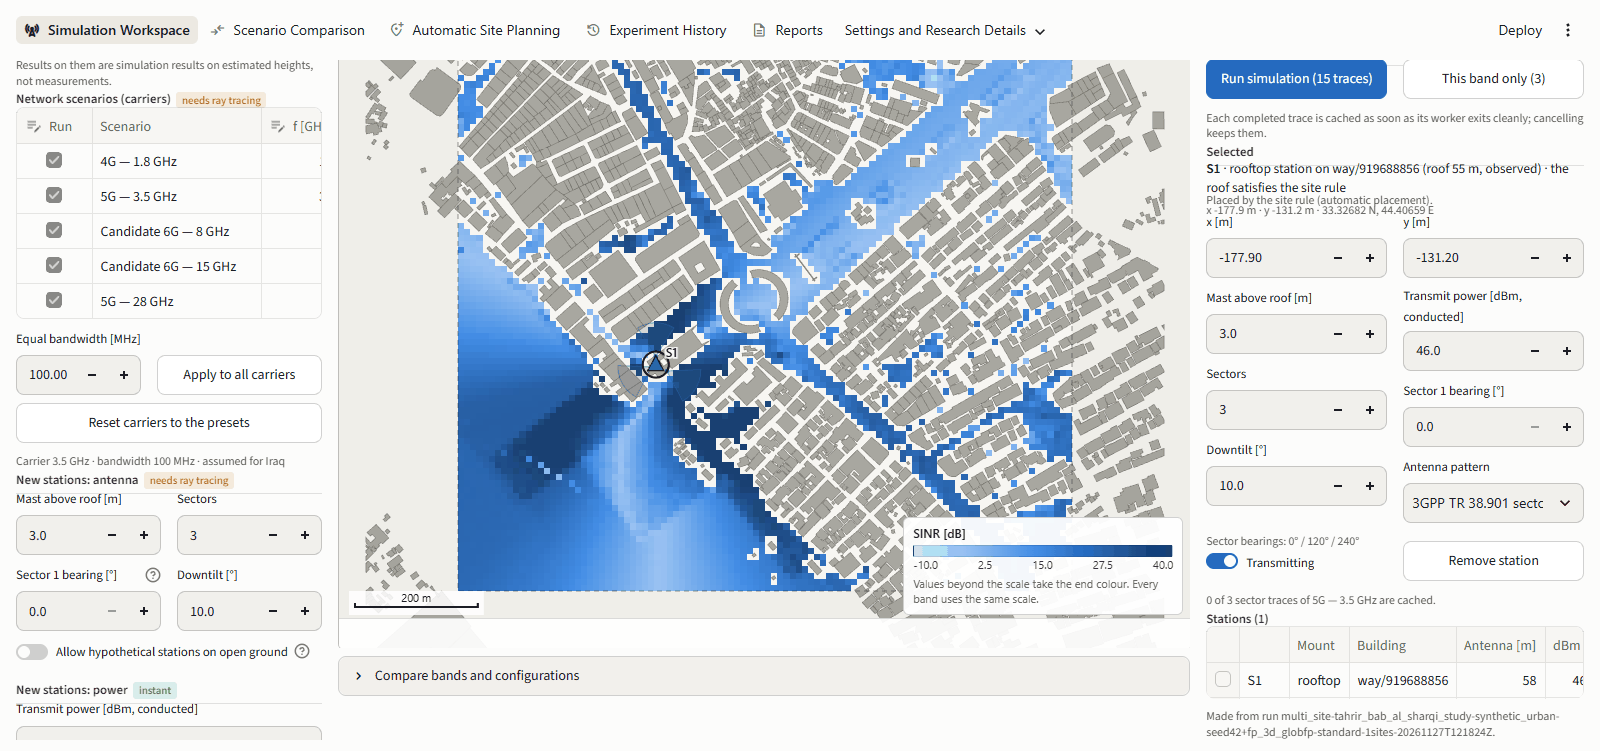 Simulation Workspace
Scenario Comparison
Automatic Site Planning
Experiment History
Reports
Settings and Research Details
Deploy
Results on them are simulation results on estimated heights,
not measurements.
Network scenarios (carriers) needs ray tracing
Run Scenario f [GH
4G — 1.8 GHz
5G — 3.5 GHz
Candidate 6G — 8 GHz
Candidate 6G — 15 GHz
5G — 28 GHz
Equal bandwidth [MHz]
100.00
Apply to all carriers
Reset carriers to the presets
Carrier 3.5 GHz · bandwidth 100 MHz · assumed for Iraq
New stations: antenna needs ray tracing
Mast above roof [m] Sectors
3.0 3
Sector 1 bearing [°] Downtilt [°]
0.0 10.0
Allow hypothetical stations on open ground
New stations: power instant
Transmit power [dBm, conducted]
S1
200 m
SINR [dB]
-10.0 2.5 15.0 27.5 40.0
Values beyond the scale take the end colour. Every
band uses the same scale.
Compare bands and configurations
Run simulation (15 traces)
This band only (3)
Each completed trace is cached as soon as its worker exits cleanly; cancelling
keeps them.
Selected
S1 · rooftop station on way/919688856 (roof 55 m, observed) · the
roof satisfies the site rule
Placed by the site rule (automatic placement).
x -177.9 m · y -131.2 m · 33.32682 N, 44.40659 E
x [m] y [m]
-177.90 -131.20
Mast above roof [m]
3.0
Transmit power [dBm,
conducted]
46.0
Sectors
3
Sector 1 bearing [°]
0.0
Downtilt [°]
10.0
Antenna pattern
3GPP TR 38.901 sectc
Sector bearings: 0° / 120° / 240°
Transmitting
Remove station
0 of 3 sector traces of 5G — 3.5 GHz are cached.
Stations (1)
Mount Building Antenna [m] dBm
S1 rooftop way/919688856 58 46
Made from run multi_site-tahrir_bab_al_sharqi_study-synthetic_urban-
seed42+fp_3d_globfp-standard-1sites-20261127T121824Z.